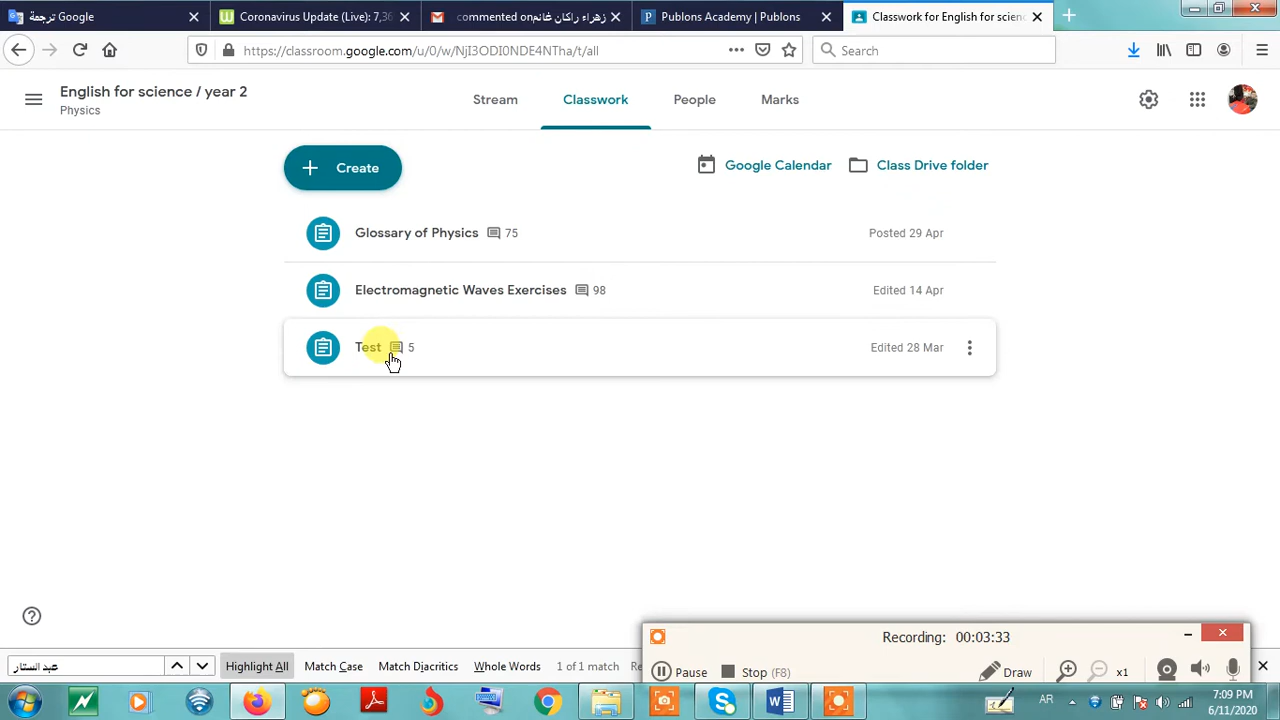 ترجمة Google
Coronavirus Update (Live): 7,36
زهراء راكان غانم commented on
Publons Academy | Publons
Classwork for English for scienc
https://classroom.google.com/u/0/w/NjI3ODI0NDE4NTha/t/all
Search
English for science / year 2
Physics
Stream
Classwork
People
Marks
Create
Google Calendar
Class Drive folder
Glossary of Physics 75
Posted 29 Apr
Electromagnetic Waves Exercises 98
Edited 14 Apr
Test 5
Edited 28 Mar
Recording: 00:03:33
عبد الستار
Highlight All
Match Case
Match Diacritics
Whole Words
1 of 1 match
Re
Pause
Stop (F8)
Draw
x1
AR
7:09 PM
6/11/2020